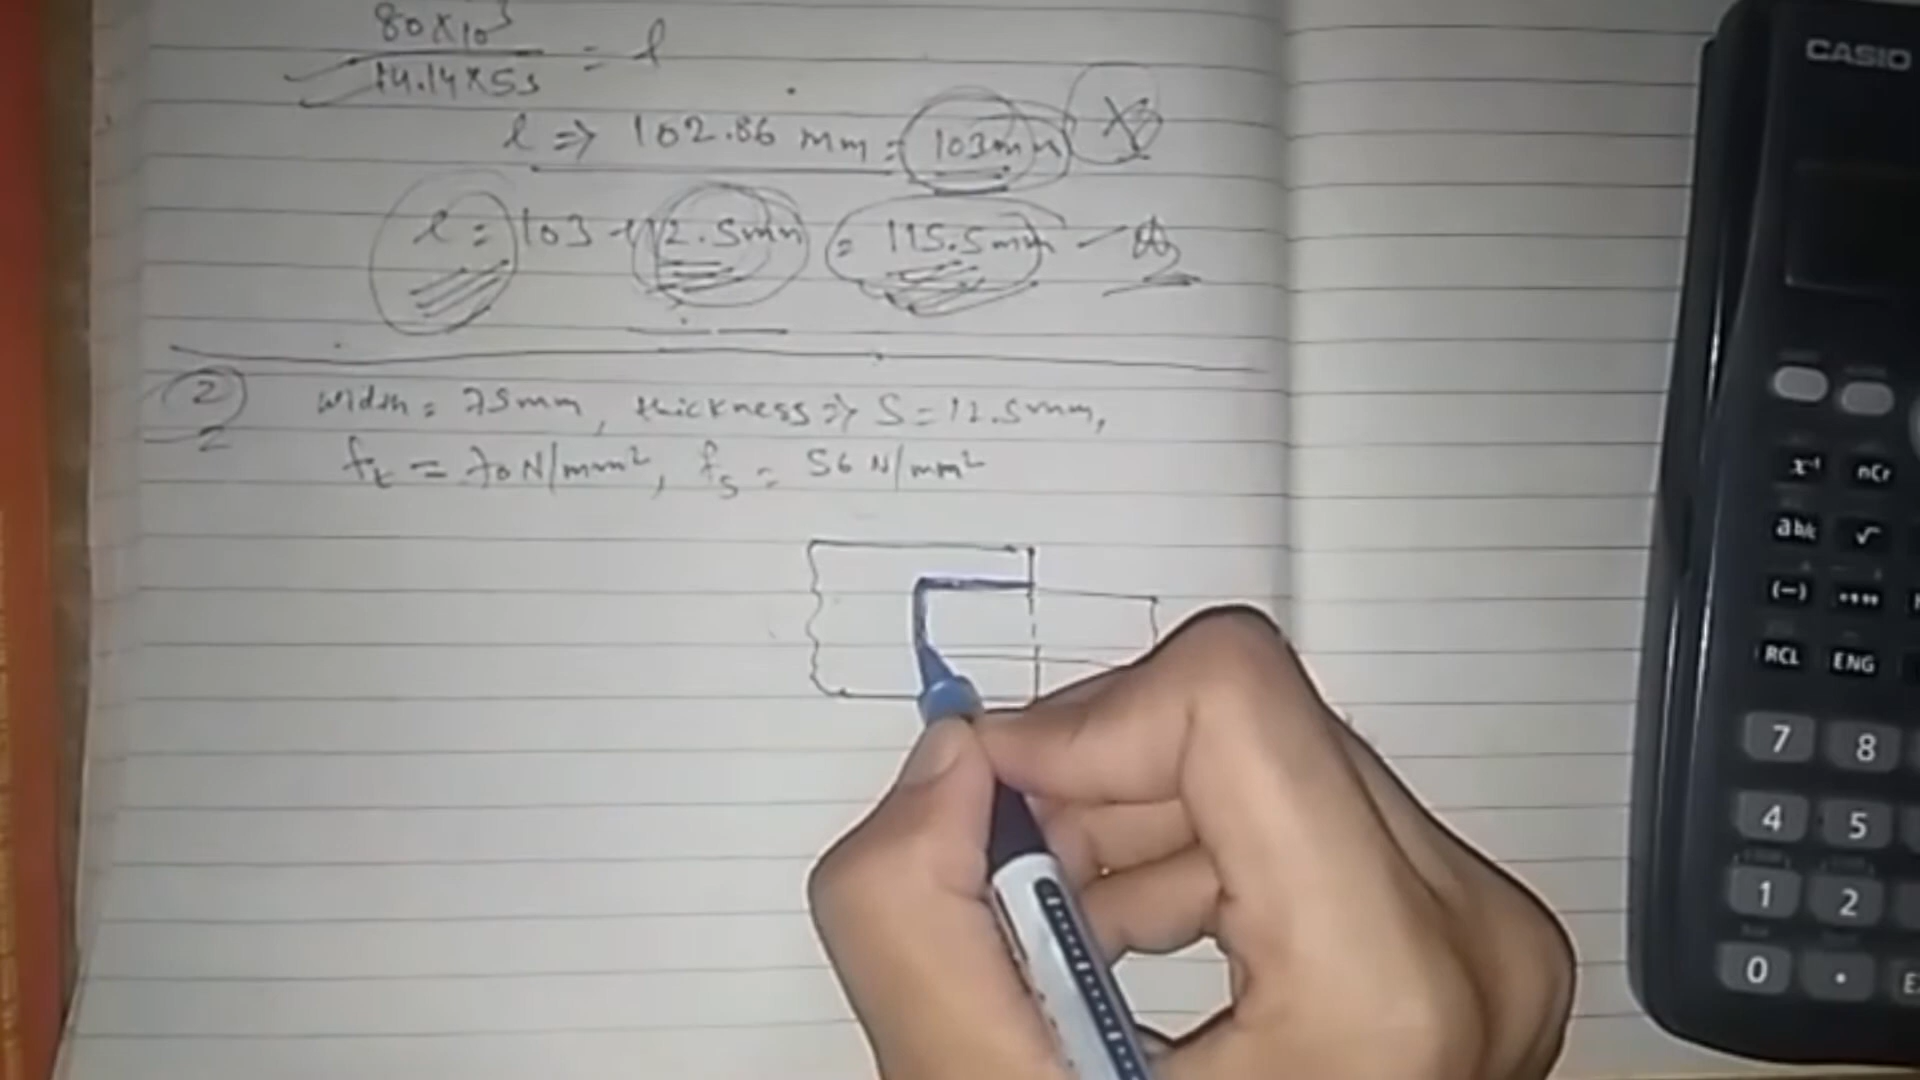 80×10³
14.14×55 = l
l ⇒ 102.86 mm = 103mm
l = 103 + 12.5mm = 115.5mm
2
width = 75mm, thickness ⇒ S = 12.5mm,
ft = 70 N/mm², fs = 56 N/mm²
CASIO
x⁻¹ nCr
√
(-)
RCL ENG
7 8
4 5
1 2
0 ·